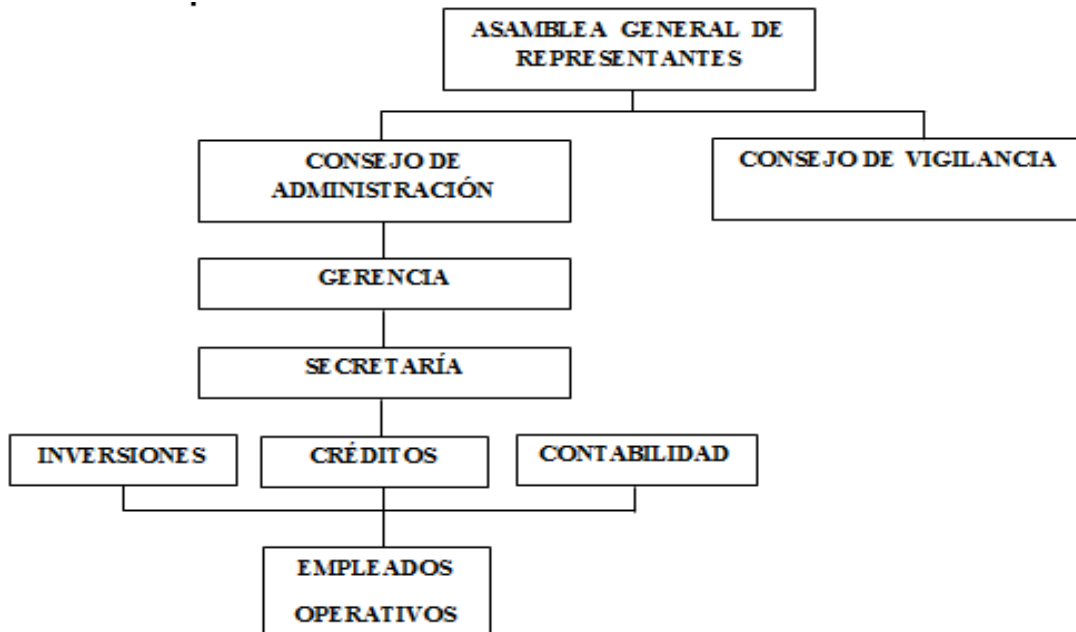 ASAMBLEA GENERAL DE
REPRESENTANTES
CONSEJO DE
ADMINISTRACIÓN
CONSEJO DE VIGILANCIA
GERENCIA
SECRETARÍA
INVERSIONES
CRÉDITOS
CONTABILIDAD
EMPLEADOS
OPERATIVOS